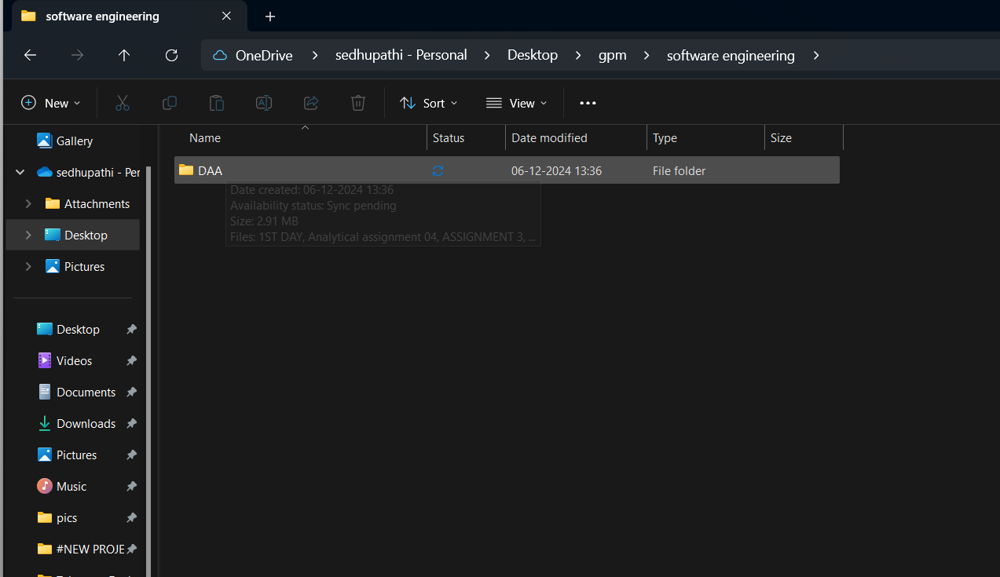 software engineering
OneDrive > sedhupathi - Personal > Desktop > gpm > software engineering >
New Sort View
Gallery
sedhupathi - Per
Attachments
Desktop
Pictures
Desktop
Videos
Documents
Downloads
Pictures
Music
pics
#NEW PROJE
Name Status Date modified Type Size
DAA 06-12-2024 13:36 File folder
Date created: 06-12-2024 13:36
Availability status: Sync pending
Size: 2.91 MB
Files: 1ST DAY, Analytical assignment 04, ASSIGNMENT 3, ...